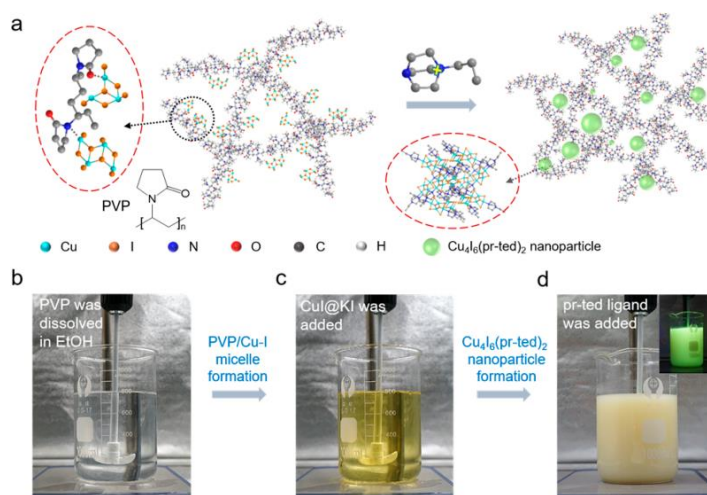 a
PVP
n
O
N
Cu
I
N
O
C
H
Cu4I6(pr-ted)2 nanoparticle
b
PVP was
dissolved
in EtOH
PVP/Cu-I
micelle
formation
c
CuI@KI was
added
Cu4I6(pr-ted)2
nanoparticle
formation
d
pr-ted ligand
was added